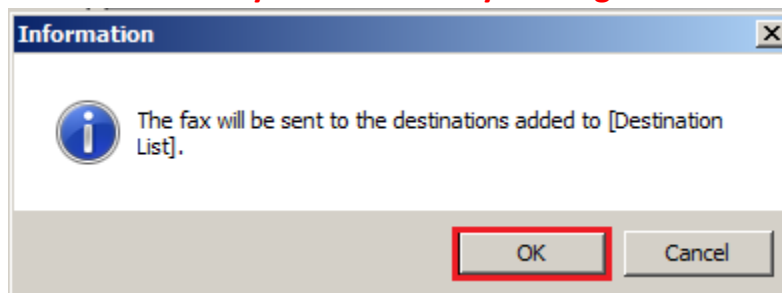 Information
The fax will be sent to the destinations added to [Destination
List].
OK
Cancel